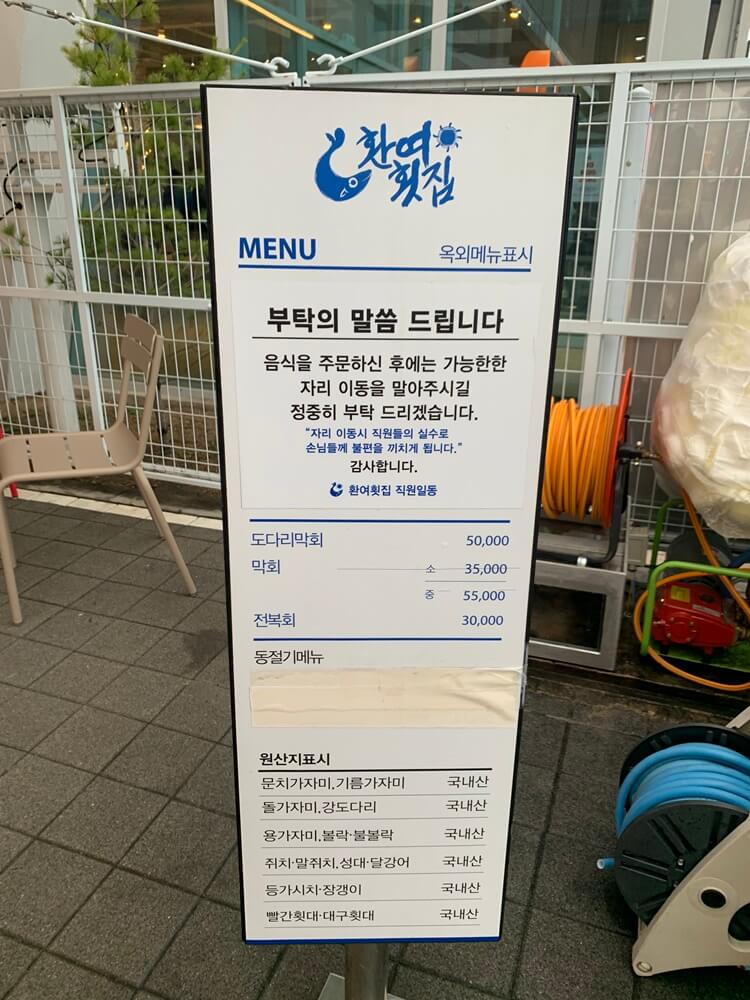 환여
횟집
MENU 옥외메뉴표시
부탁의 말씀 드립니다
음식을 주문하신 후에는 가능한한
자리 이동을 말아주시길
정중히 부탁 드리겠습니다.
"자리 이동시 직원들의 실수로
손님들께 불편을 끼치게 됩니다."
감사합니다.
환여횟집 직원일동
도다리막회 50,000
막회 소 35,000
중 55,000
전복회 30,000
동절기메뉴
원산지표시
문치가자미.기름가자미 국내산
돌가자미.강도다리 국내산
용가자미.볼락·불볼락 국내산
쥐치·말쥐치.성대·달강어 국내산
등가시치·장갱이 국내산
빨간횟대·대구횟대 국내산